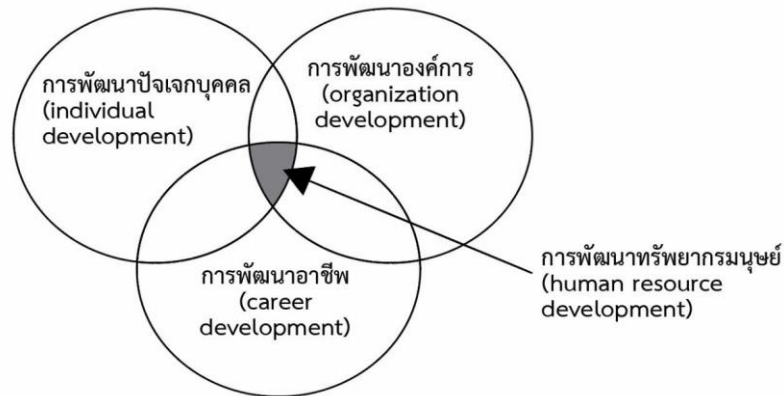 การพัฒนาปัจเจกบุคคล
(individual
development)
การพัฒนาองค์การ
(organization
development)
การพัฒนาอาชีพ
(career
development)
การพัฒนาทรัพยากรมนุษย์
(human resource
development)